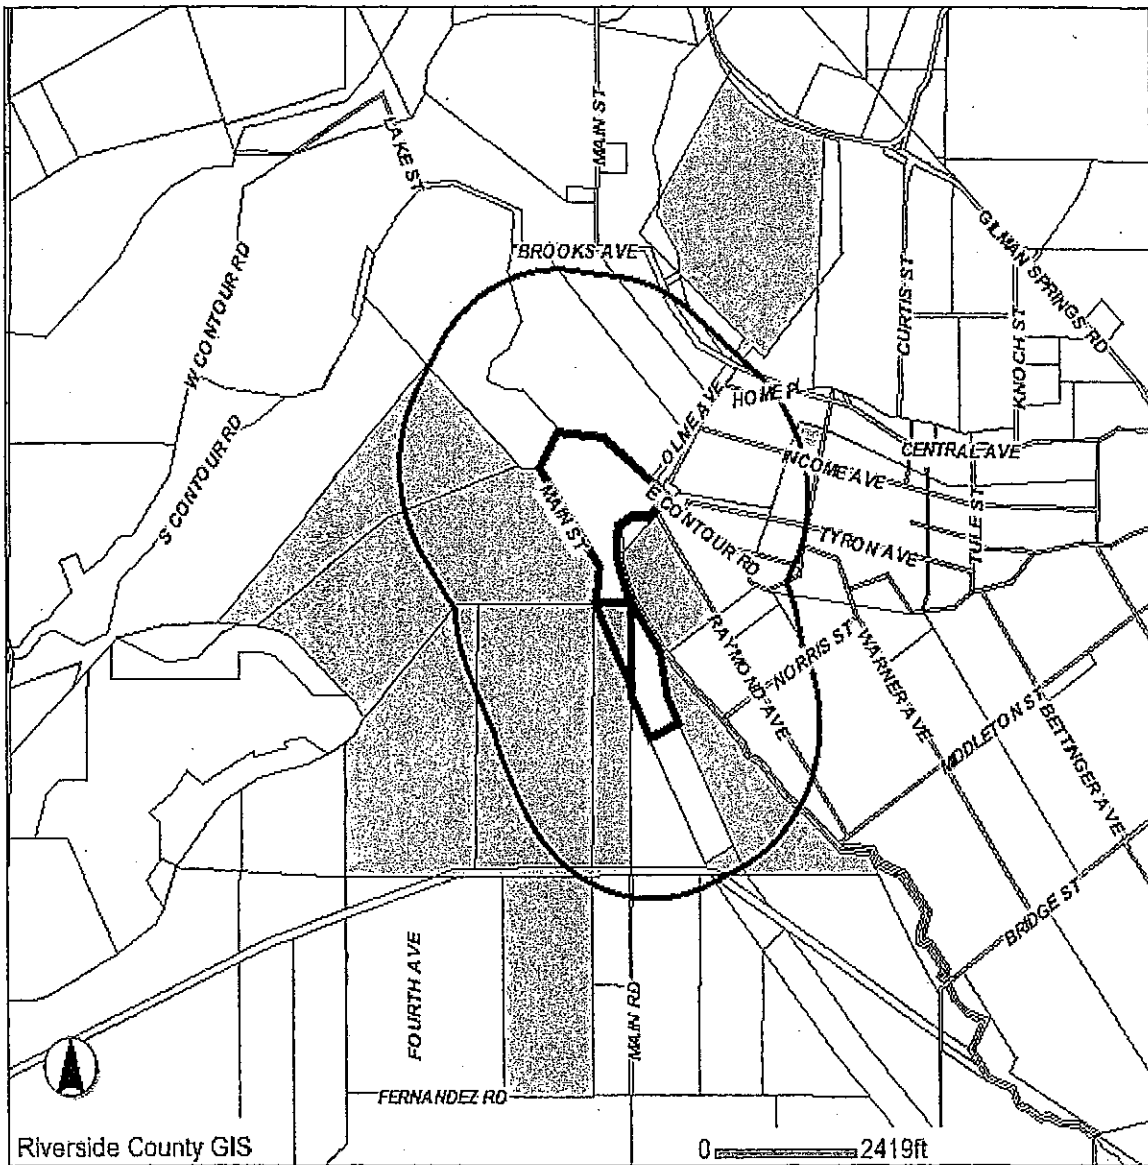 MAIN ST
LAKE ST
GILMAN SPRINGS RD
BROOKS AVE
W CONTOUR RD
CURTIS ST
KNOCH ST
HOME PL
OLINE AVE
S CONTOUR RD
CENTRAL AVE
INCOME AVE
MAIN ST
E CONTOUR RD
TYRON AVE
TULE ST
RAYMOND AVE
NORRIS ST
WARNER AVE
MIDDLETON ST
BETTINGER AVE
BRIDGE ST
FOURTH AVE
MAIN RD
FERNANDEZ RD
Riverside County GIS
0 2419ft